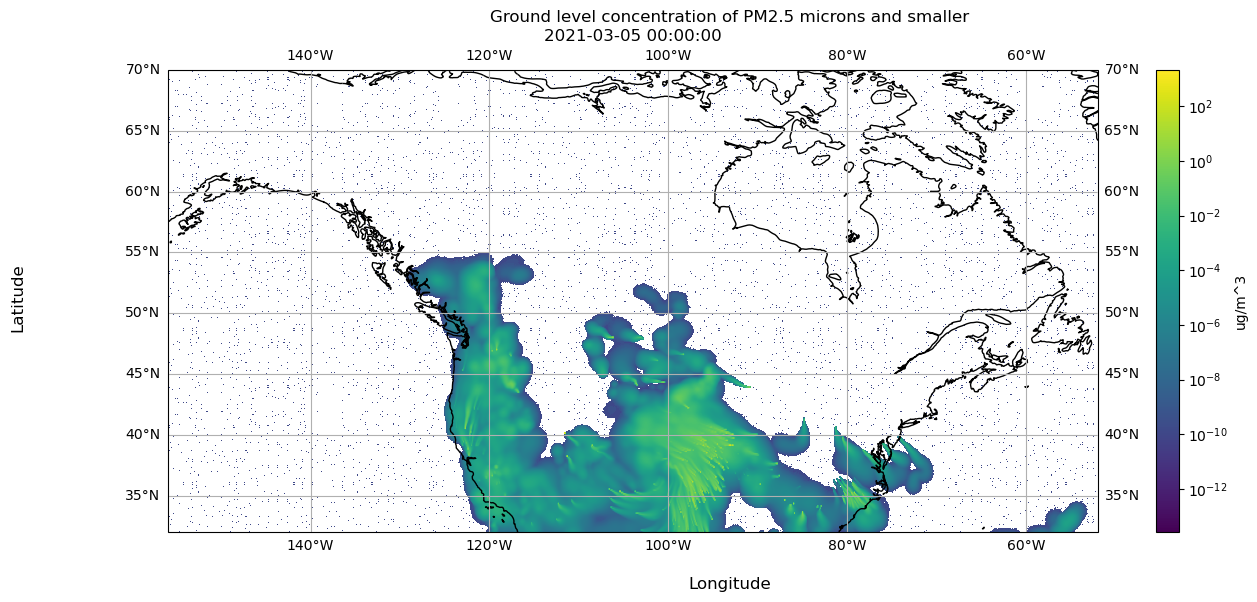 Ground level concentration of PM2.5 microns and smaller
2021-03-05 00:00:00
140°W 120°W 100°W 80°W 60°W
70°N 70°N
65°N 65°N
60°N 60°N
55°N 55°N
50°N 50°N
45°N 45°N
40°N 40°N
35°N 35°N
140°W 120°W 100°W 80°W 60°W
Latitude
Longitude
10^2
10^0
10^-2
10^-4
10^-6
10^-8
10^-10
10^-12
ug/m^3